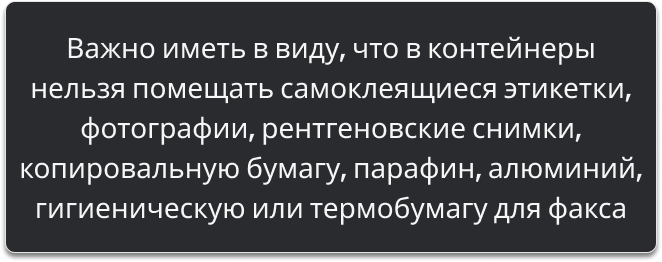 Важно иметь в виду, что в контейнеры
нельзя помещать самоклеящиеся этикетки,
фотографии, рентгеновские снимки,
копировальную бумагу, парафин, алюминий,
гигиеническую или термобумагу для факса